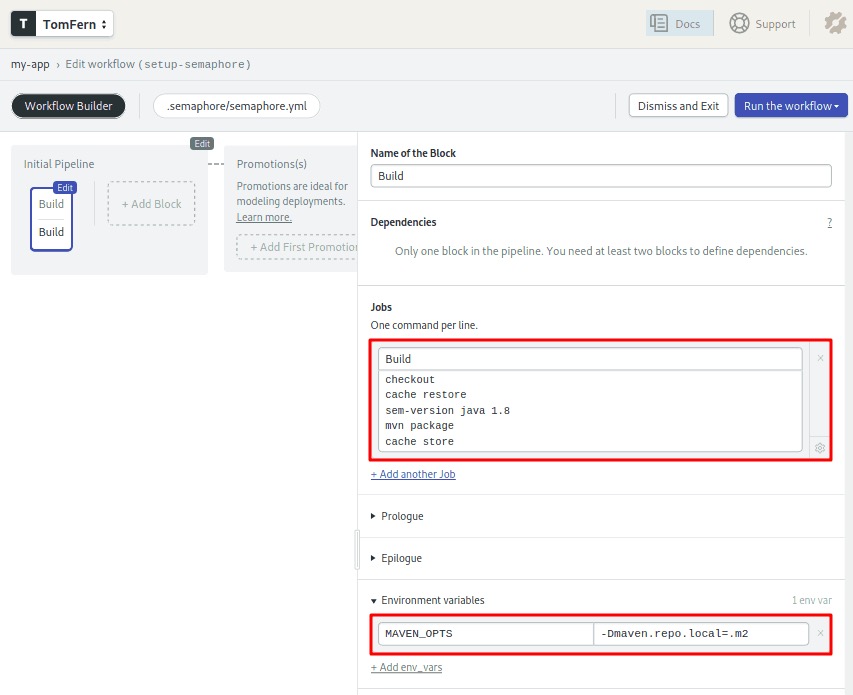 T TomFern Docs Support
my-app › Edit workflow (setup-semaphore)
Workflow Builder .semaphore/semaphore.yml Dismiss and Exit Run the workflow
Edit
Initial Pipeline
Edit
Build
Build
+ Add Block
Promotions(s)
Promotions are ideal for
modeling deployments.
Learn more.
+ Add First Promotion
Name of the Block
Build
Dependencies ?
Only one block in the pipeline. You need at least two blocks to define dependencies.
Jobs
One command per line.
Build ×
checkout
cache restore
sem-version java 1.8
mvn package
cache store
+ Add another Job
Prologue
Epilogue
Environment variables 1 env var
MAVEN_OPTS -Dmaven.repo.local=.m2 ×
+ Add env_vars